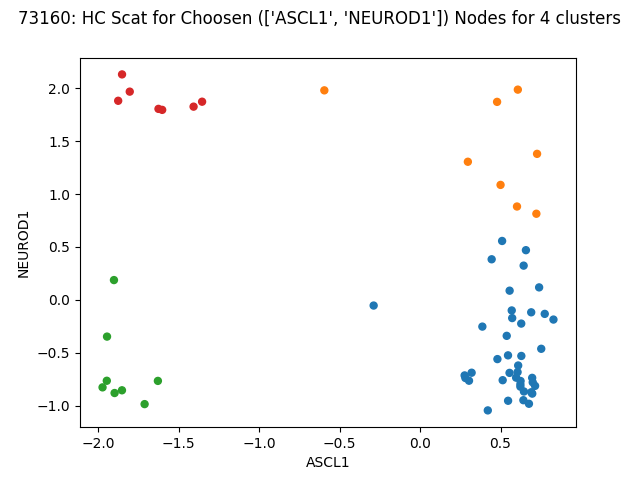 73160: HC Scat for Choosen (['ASCL1', 'NEUROD1']) Nodes for 4 clusters
2.0
1.5
1.0
0.5
0.0
−0.5
−1.0
NEUROD1
−2.0 −1.5 −1.0 −0.5 0.0 0.5
ASCL1